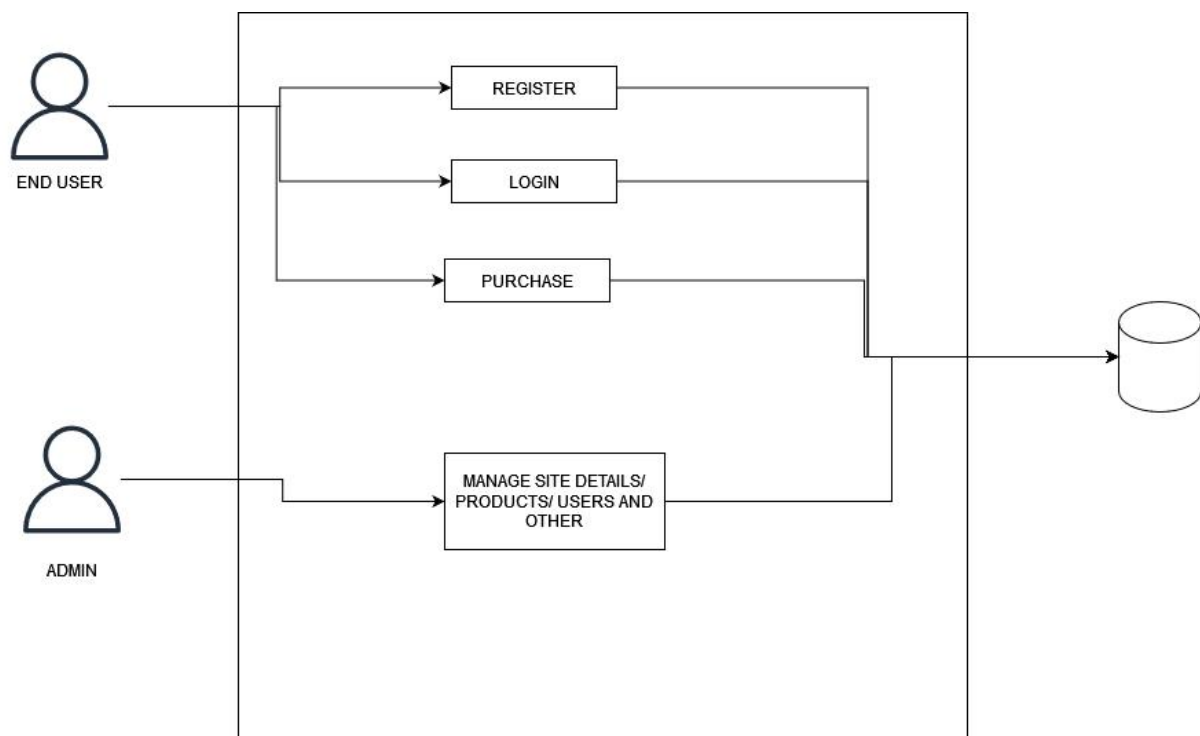 REGISTER
LOGIN
END USER
PURCHASE
MANAGE SITE DETAILS/
PRODUCTS/ USERS AND
OTHER
ADMIN